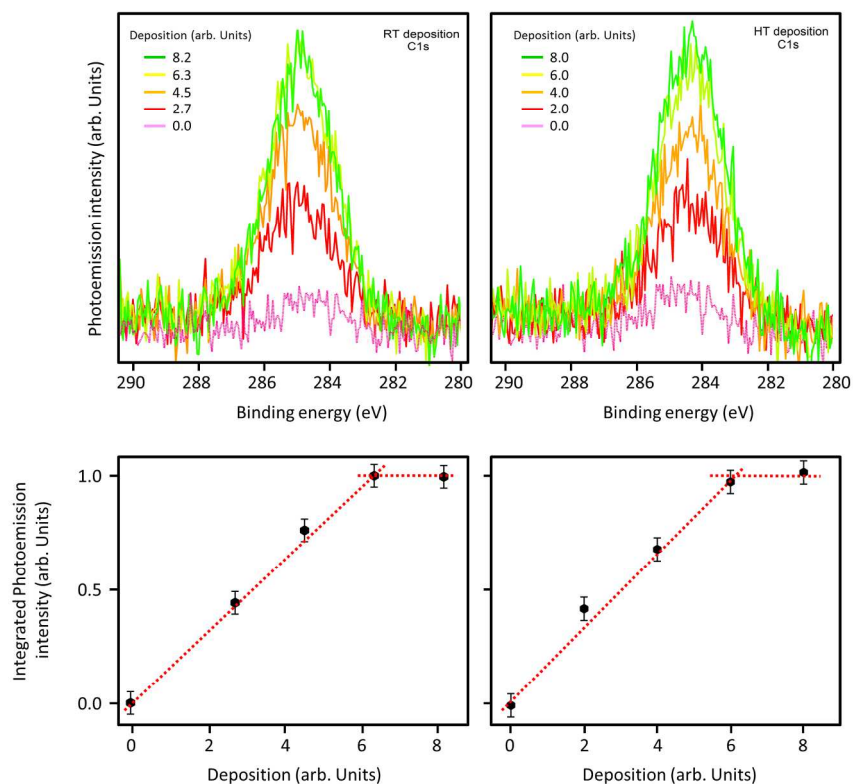 Deposition (arb. Units)
8.2
6.3
4.5
2.7
0.0
RT deposition
C1s
Photoemission intensity (arb. Units)
290 288 286 284 282 280
Binding energy (eV)
Deposition (arb. Units)
8.0
6.0
4.0
2.0
0.0
HT deposition
C1s
290 288 286 284 282 280
Binding energy (eV)
Integrated Photoemission
intensity (arb. Units)
1.0
0.5
0.0
0 2 4 6 8
Deposition (arb. Units)
0 2 4 6 8
Deposition (arb. Units)